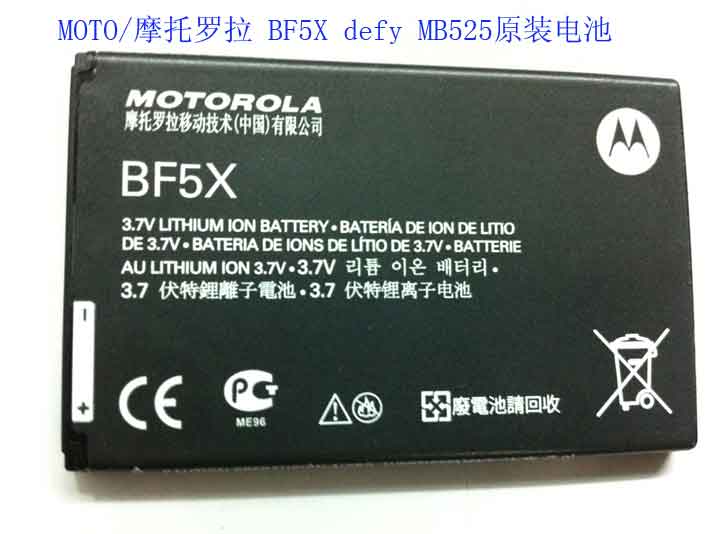 MOTO/摩托罗拉 BF5X defy MB525原装电池
MOTOROLA
摩托罗拉移动技术(中国)有限公司
BF5X
3.7V LITHIUM ION BATTERY • BATERÍA DE ION DE LITIO
DE 3.7V • BATERIA DE IONS DE LÍTIO DE 3.7V • BATTERIE
AU LITHIUM ION 3.7V • 3.7V 리튬 이온 배터리 •
3.7 伏特鋰離子電池 • 3.7 伏特锂离子电池
CE
ME96
廢電池請回收